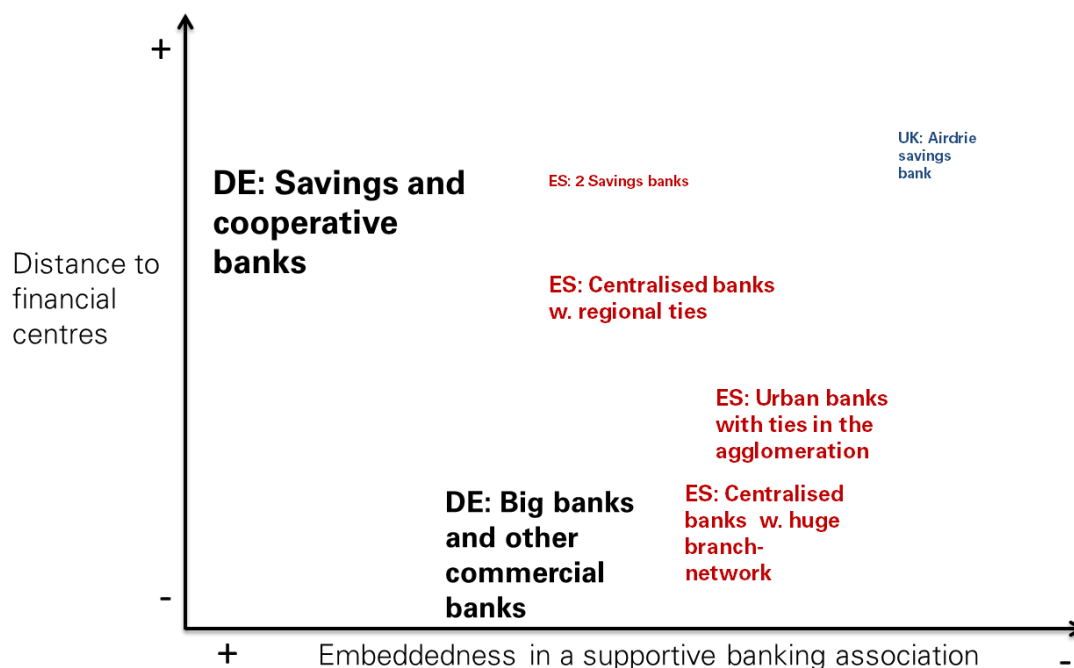 +
UK: Airdrie
savings
bank
DE: Savings and
cooperative
banks
ES: 2 Savings banks
Distance to
financial
centres
ES: Centralised banks
w. regional ties
ES: Urban banks
with ties in the
agglomeration
DE: Big banks
and other
commercial
banks
ES: Centralised
banks w. huge
branch-
network
-
+
Embeddedness in a supportive banking association
-